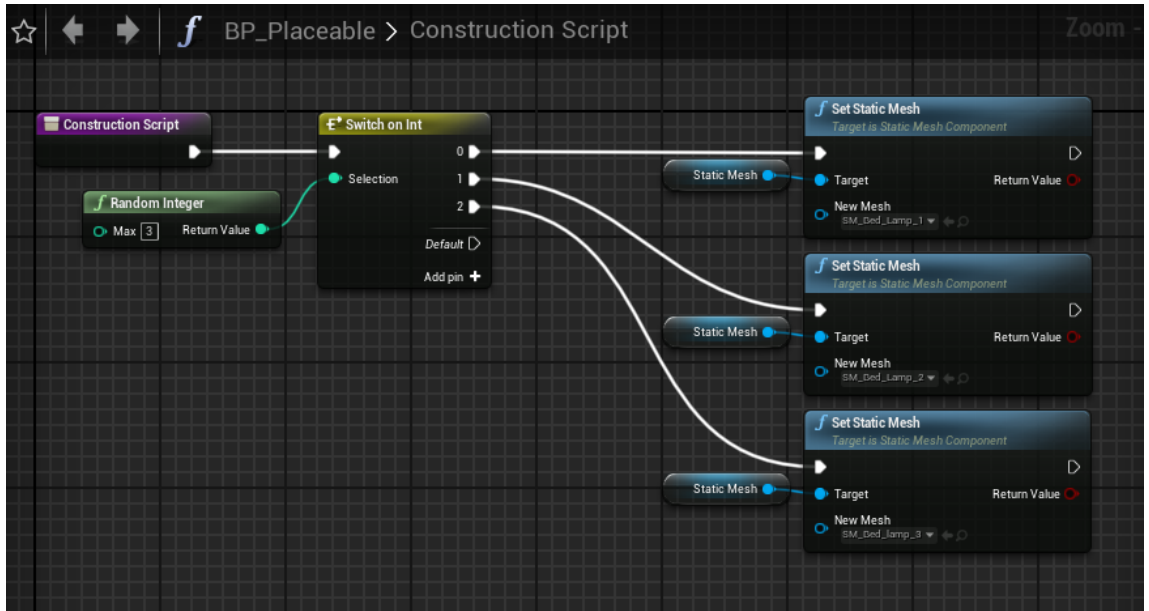 BP_Placeable > Construction Script
Zoom -
Construction Script
Random Integer
Max 3 Return Value
Switch on Int
0
Selection 1
2
Default
Add pin +
Static Mesh
Set Static Mesh
Target is Static Mesh Component
Target Return Value
New Mesh
SM_Bed_Lamp_1
Static Mesh
Set Static Mesh
Target is Static Mesh Component
Target Return Value
New Mesh
SM_Bed_Lamp_2
Static Mesh
Set Static Mesh
Target is Static Mesh Component
Target Return Value
New Mesh
SM_Bed_lamp_3